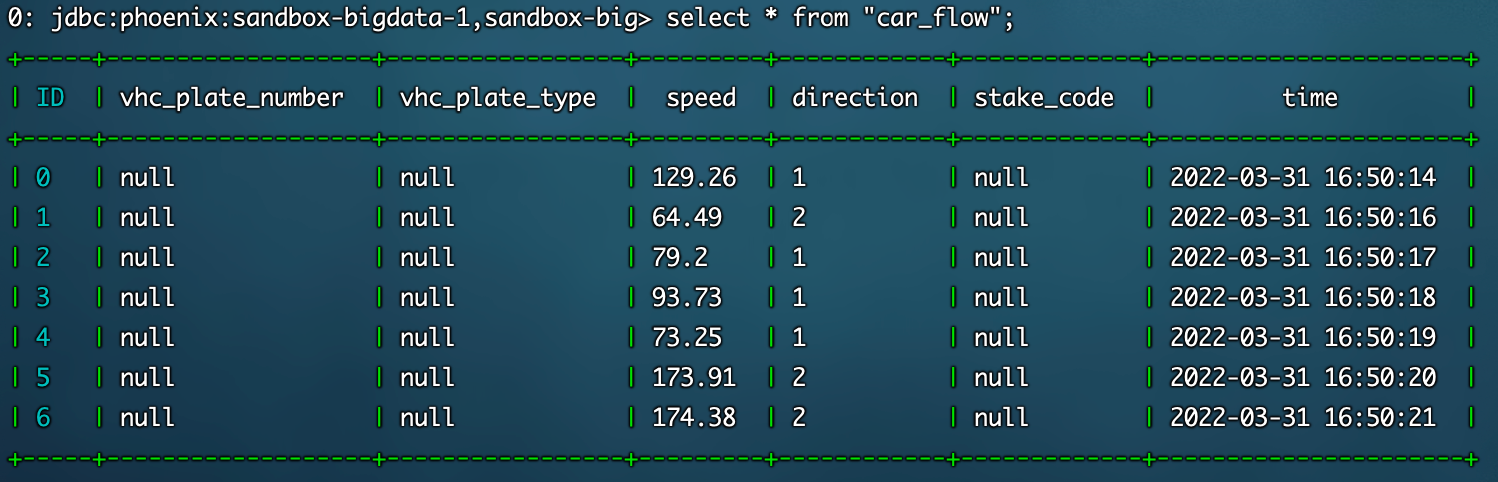 0: jdbc:phoenix:sandbox-bigdata-1,sandbox-big> select * from "car_flow";
+-----+-------------------+-----------------+---------+------------+-------------+----------------------+
| ID  | vhc_plate_number  | vhc_plate_type  |  speed  | direction  | stake_code  |         time         |
+-----+-------------------+-----------------+---------+------------+-------------+----------------------+
| 0   | null              | null            | 129.26  | 1          | null        | 2022-03-31 16:50:14  |
| 1   | null              | null            | 64.49   | 2          | null        | 2022-03-31 16:50:16  |
| 2   | null              | null            | 79.2    | 1          | null        | 2022-03-31 16:50:17  |
| 3   | null              | null            | 93.73   | 1          | null        | 2022-03-31 16:50:18  |
| 4   | null              | null            | 73.25   | 1          | null        | 2022-03-31 16:50:19  |
| 5   | null              | null            | 173.91  | 2          | null        | 2022-03-31 16:50:20  |
| 6   | null              | null            | 174.38  | 2          | null        | 2022-03-31 16:50:21  |
+-----+-------------------+-----------------+---------+------------+-------------+----------------------+